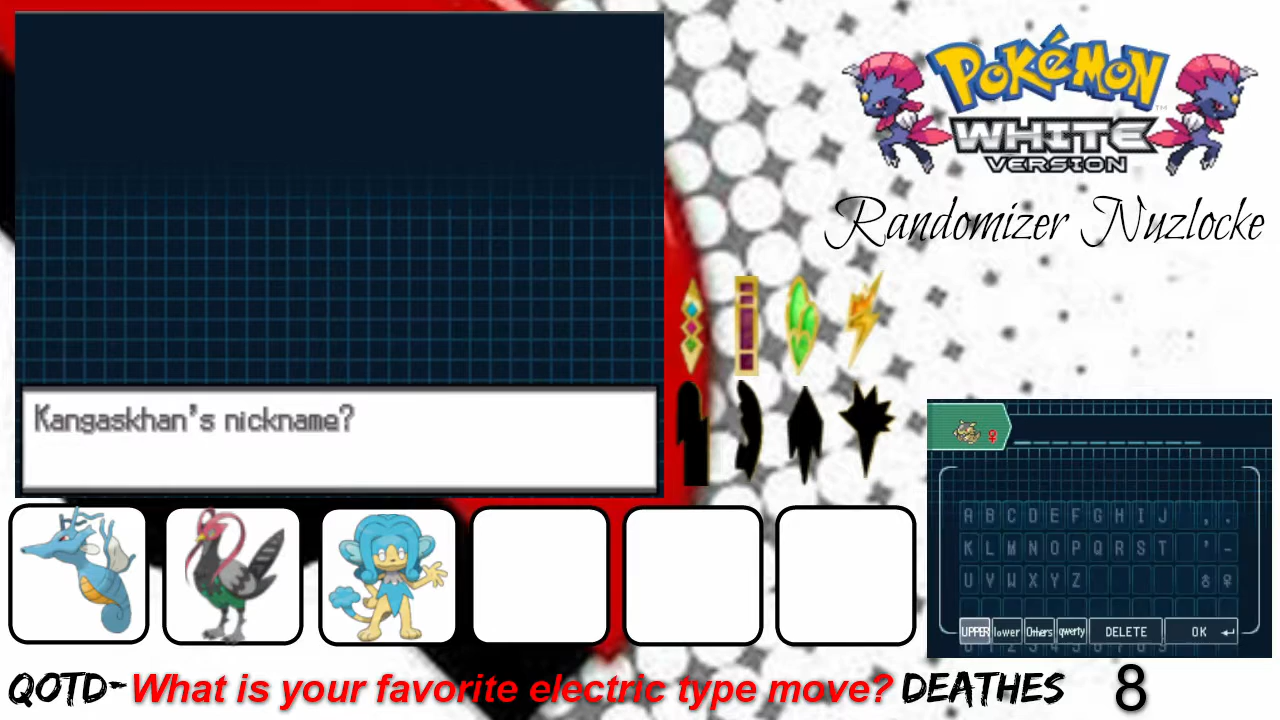 POKéMON
™
WHITE
VERSION
Randomizer Nuzlocke
Kangaskhan's nickname?
♀
A B C D E F G H I J , .
K L M N O P Q R S T ' -
U V W X Y Z ♂ ♀
UPPER lower Others qwerty DELETE OK
QOTD- What is your favorite electric type move? DEATHES 8